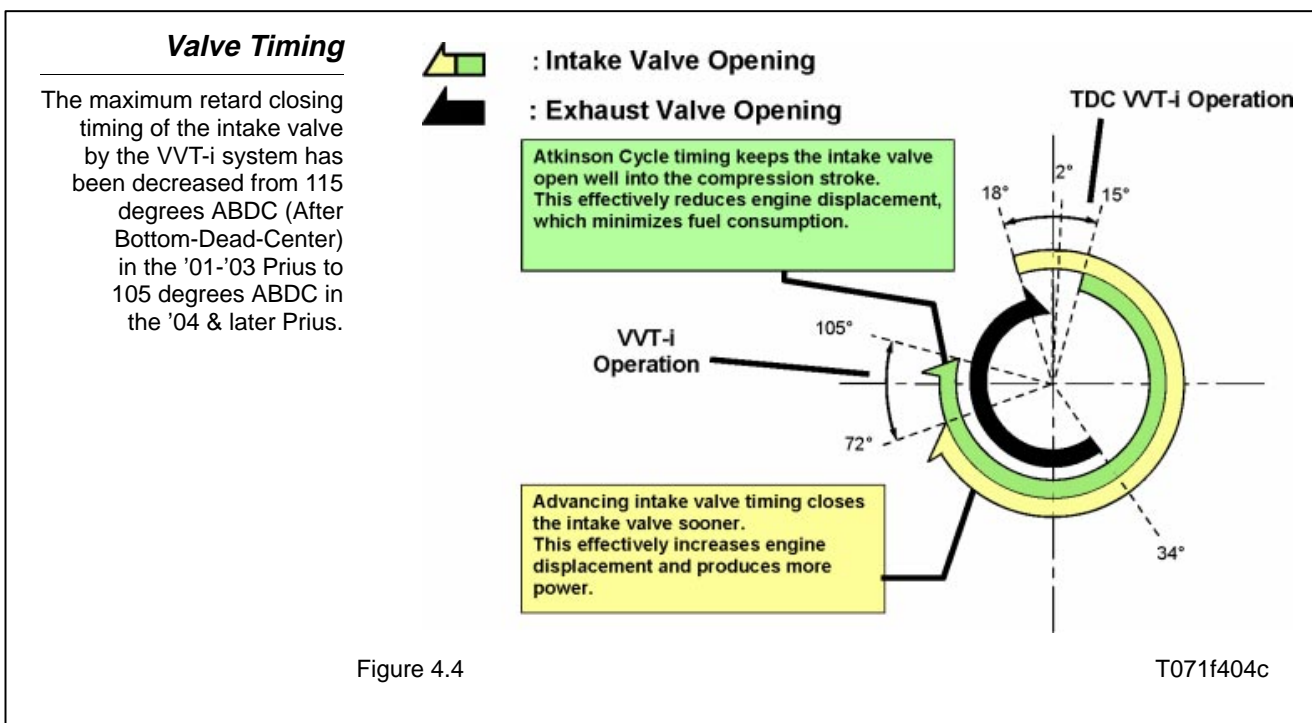 Valve Timing
The maximum retard closing
timing of the intake valve
by the VVT-i system has
been decreased from 115
degrees ABDC (After
Bottom-Dead-Center)
in the ’01-’03 Prius to
105 degrees ABDC in
the ’04 & later Prius.
: Intake Valve Opening
: Exhaust Valve Opening
TDC VVT-i Operation
Atkinson Cycle timing keeps the intake valve
open well into the compression stroke.
This effectively reduces engine displacement,
which minimizes fuel consumption.
2°
18°
15°
105°
VVT-i
Operation
72°
Advancing intake valve timing closes
the intake valve sooner.
This effectively increases engine
displacement and produces more
power.
34°
Figure 4.4
T071f404c